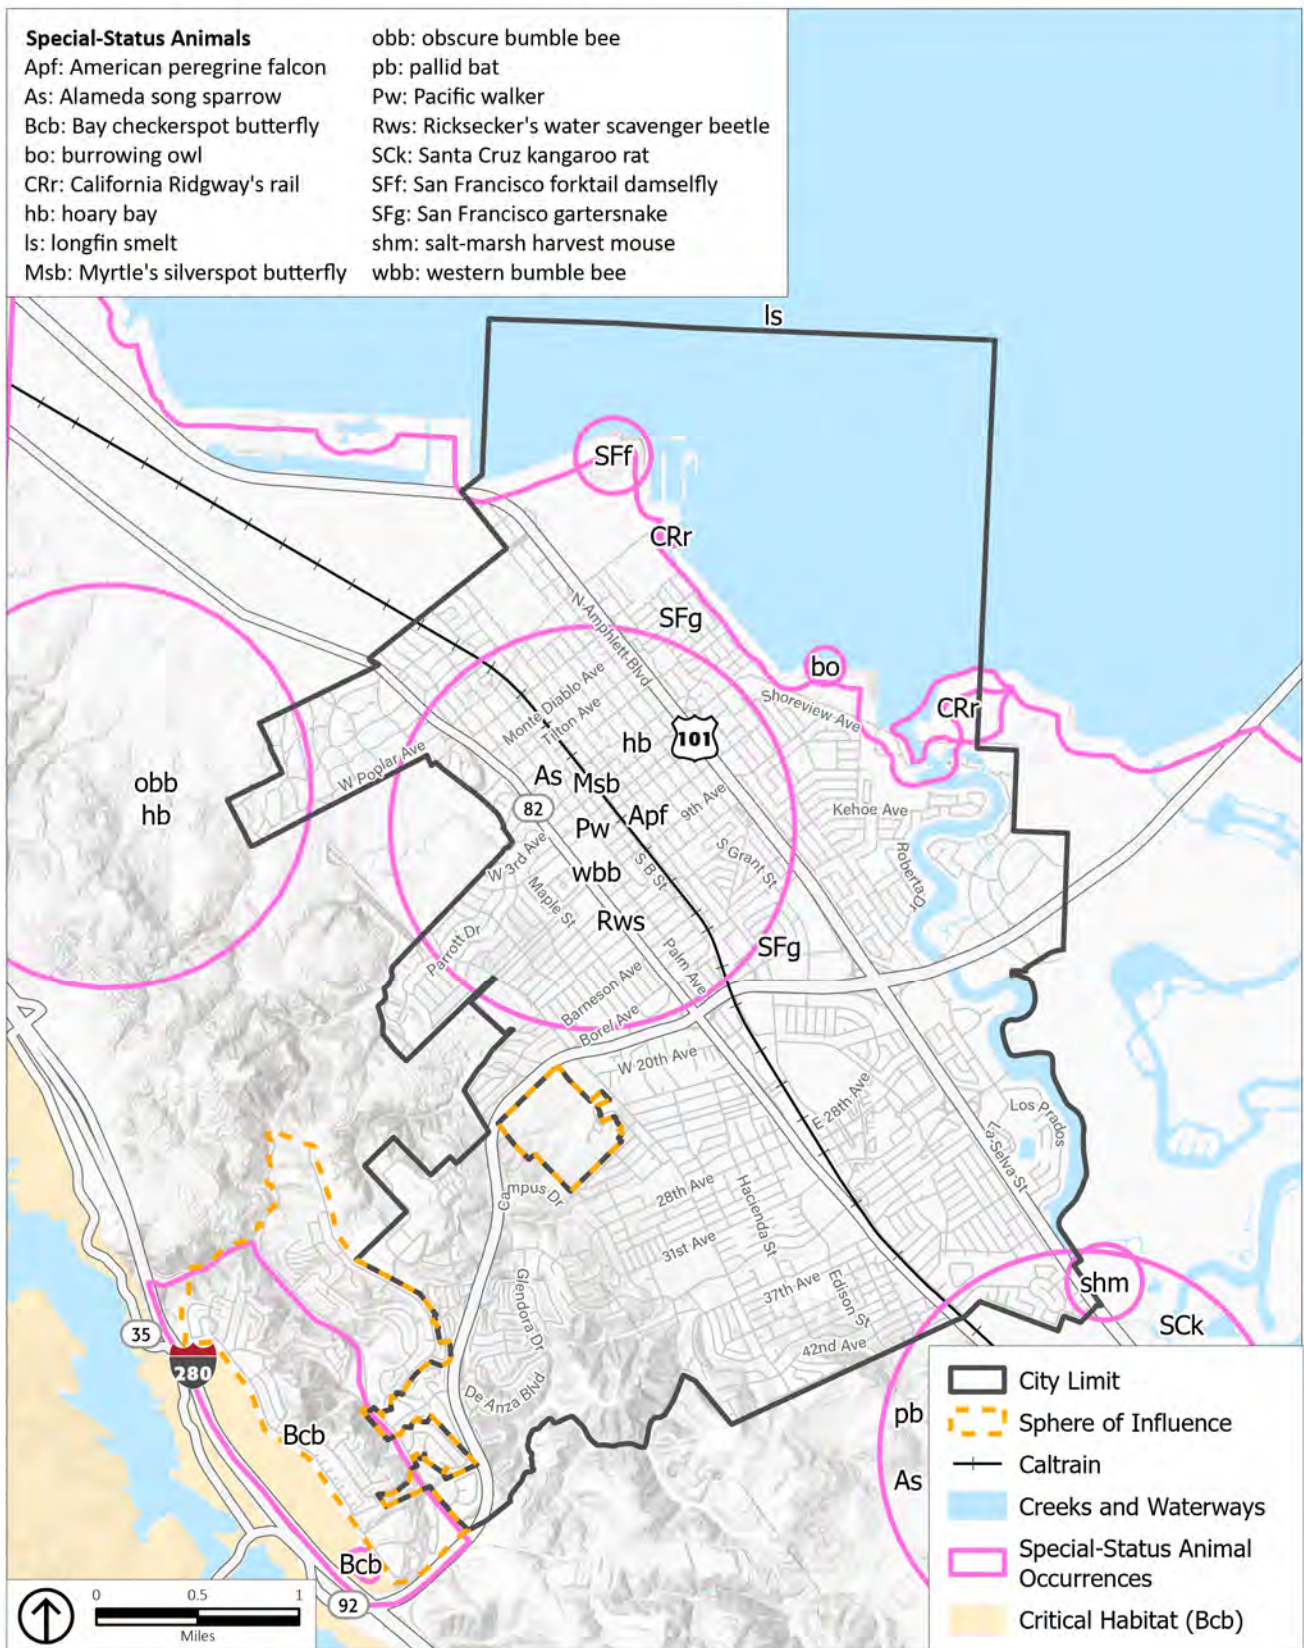 Special-Status Animals
Apf: American peregrine falcon
As: Alameda song sparrow
Bcb: Bay checkerspot butterfly
bo: burrowing owl
CRr: California Ridgway's rail
hb: hoary bay
ls: longfin smelt
Msb: Myrtle's silverspot butterfly
obb: obscure bumble bee
pb: pallid bat
Pw: Pacific walker
Rws: Ricksecker's water scavenger beetle
SCk: Santa Cruz kangaroo rat
SFf: San Francisco forktail damselfly
SFg: San Francisco gartersnake
shm: salt-marsh harvest mouse
wbb: western bumble bee
ls
SFf
CRr
N Amphlett Blvd
SFg
bo
Shoreview Ave
CRr
Monte Diablo Ave
Tilton Ave
101
W Poplar Ave
obb
hb
hb
As
Msb
82
Apf
Pw
9th Ave
Kehoe Ave
W 3rd Ave
wbb
S B St
S Grant St
Roberta Dr
Maple St
Rws
Parrott Dr
Palm Ave
SFg
Barneson Ave
Borel Ave
W 20th Ave
E 28th Ave
Los Prados
La Selva St
Campus Dr
28th Ave
Hacienda St
31st Ave
37th Ave
Edison St
42nd Ave
Glendora Dr
De Anza Blvd
shm
SCk
35
280
Bcb
pb
As
Bcb
92
0
0.5
1
Miles
City Limit
Sphere of Influence
Caltrain
Creeks and Waterways
Special-Status Animal
Occurrences
Critical Habitat (Bcb)